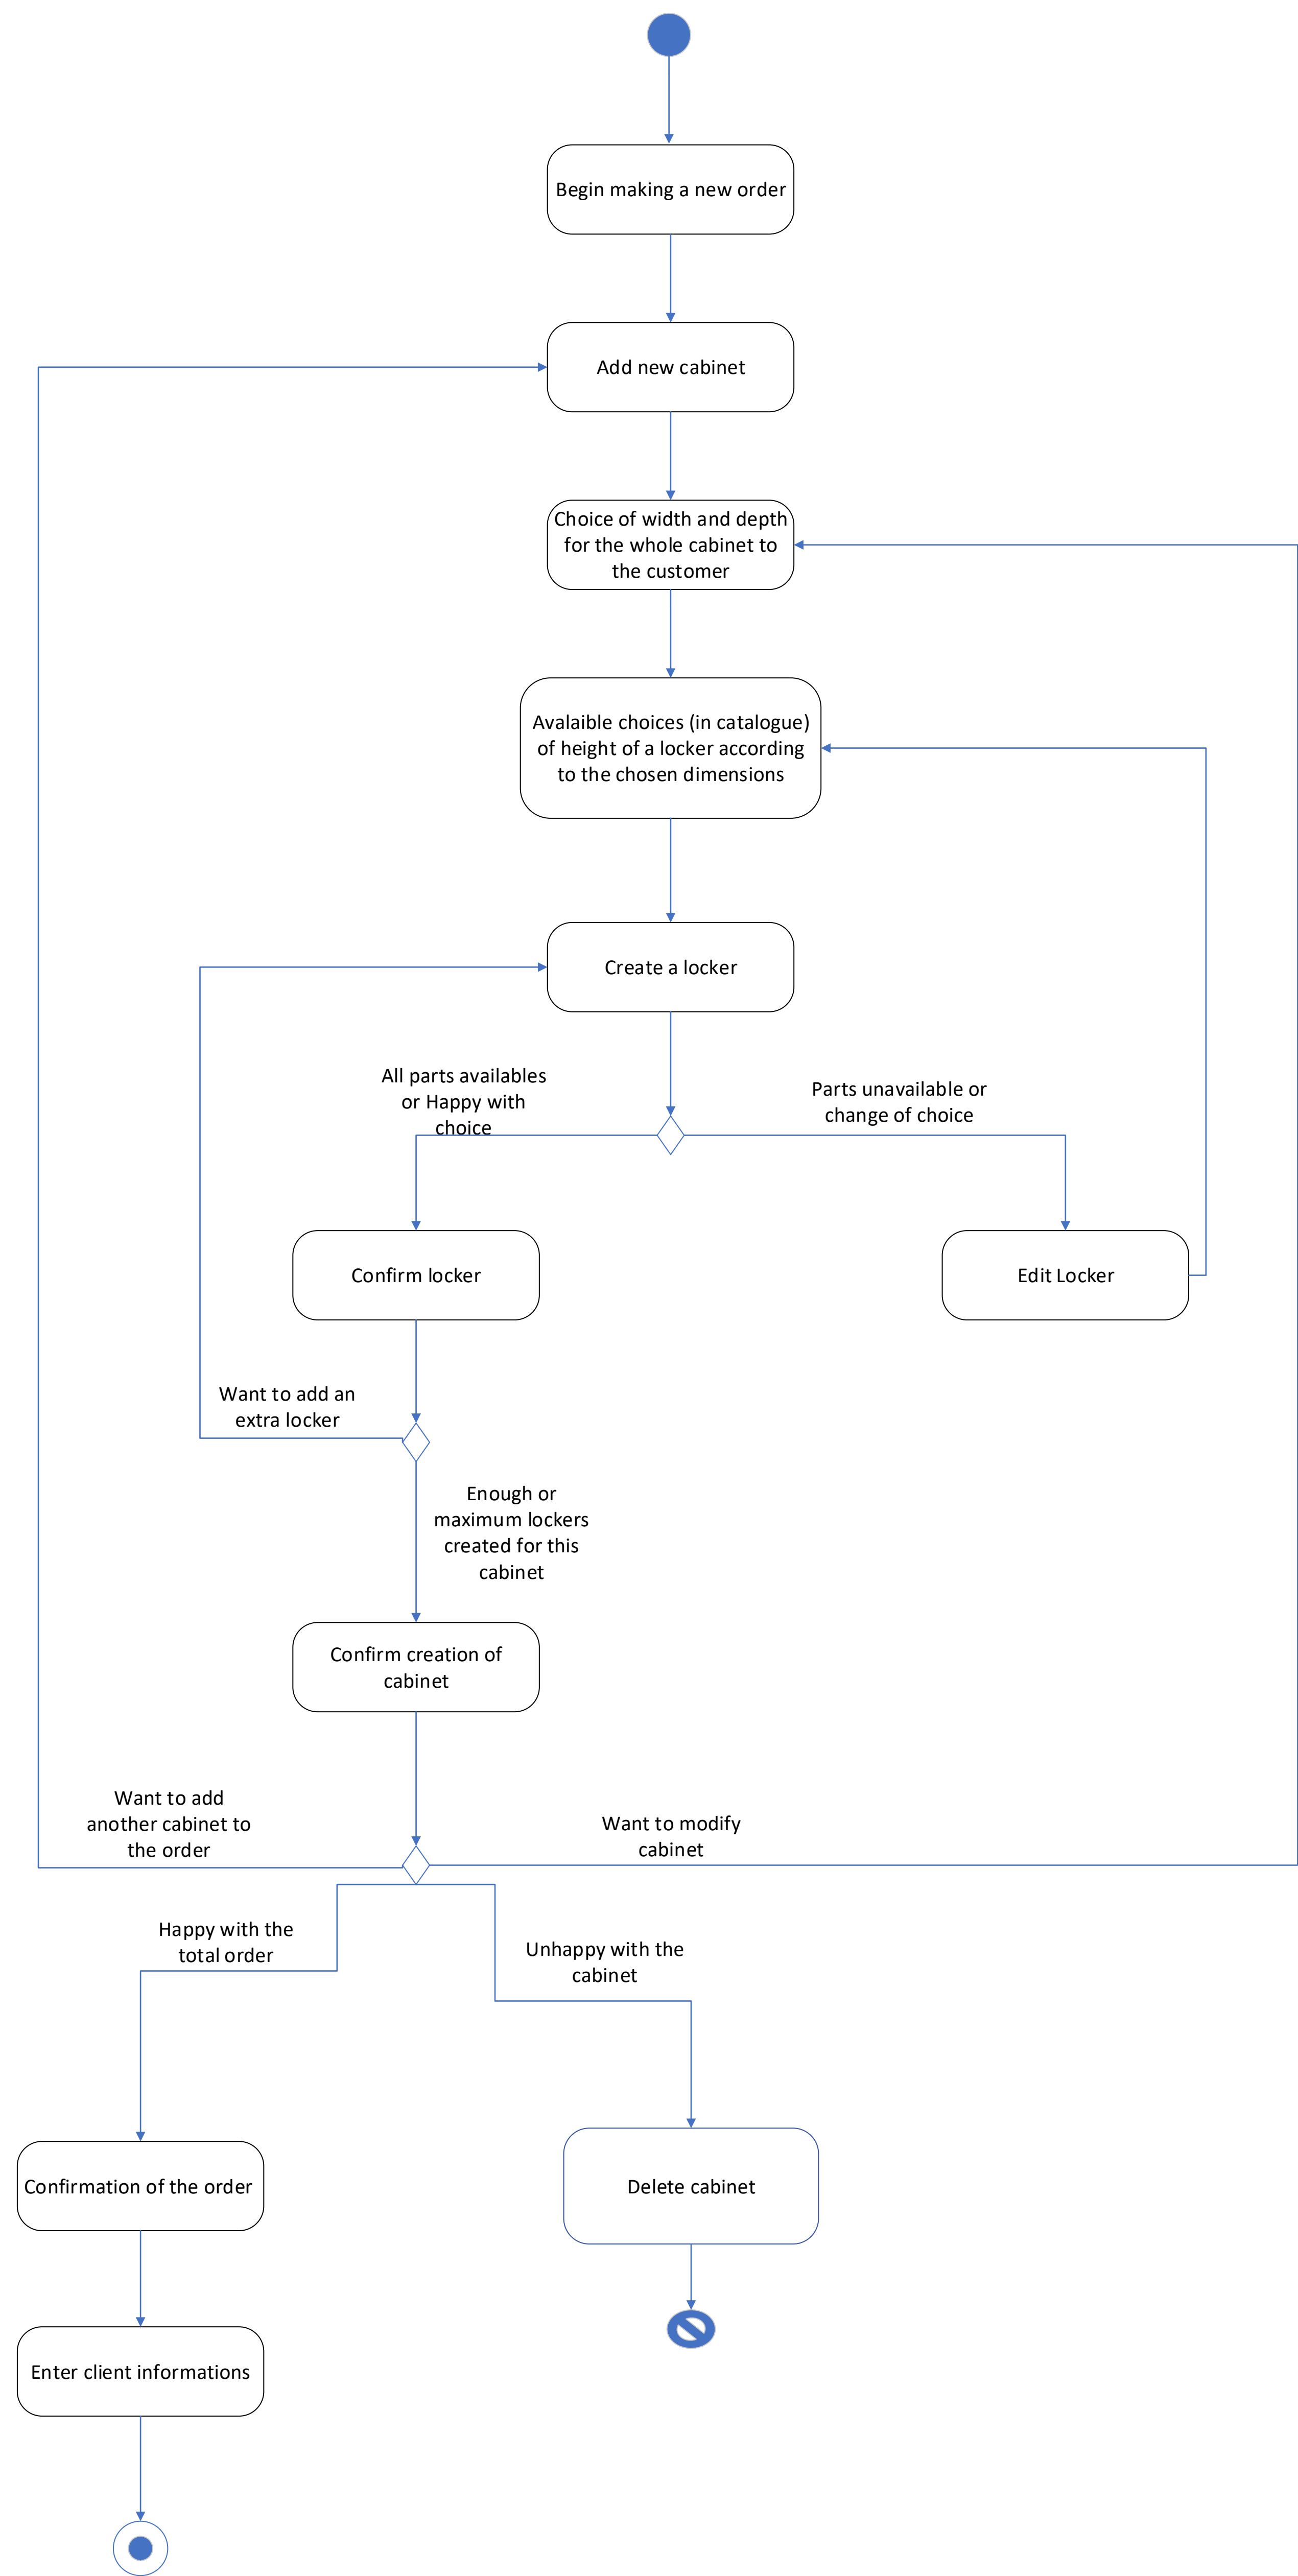 Begin making a new order
Add new cabinet
Choice of width and depth
for the whole cabinet to
the customer
Avalaible choices (in catalogue)
of height of a locker according
to the chosen dimensions
Create a locker
All parts availables
or Happy with
choice
Parts unavailable or
change of choice
Confirm locker
Edit Locker
Want to add an
extra locker
Enough or
maximum lockers
created for this
cabinet
Confirm creation of
cabinet
Want to add
another cabinet to
the order
Want to modify
cabinet
Happy with the
total order
Unhappy with the
cabinet
Confirmation of the order
Delete cabinet
Enter client informations